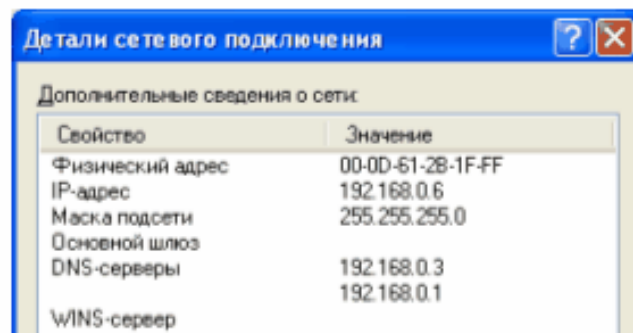 Детали сетевого подключения
Дополнительные сведения о сети:
Свойство Значение
Физический адрес 00-0D-61-2B-1F-FF
IP-адрес 192.168.0.6
Маска подсети 255.255.255.0
Основной шлюз
DNS-серверы 192.168.0.3
192.168.0.1
WINS-сервер